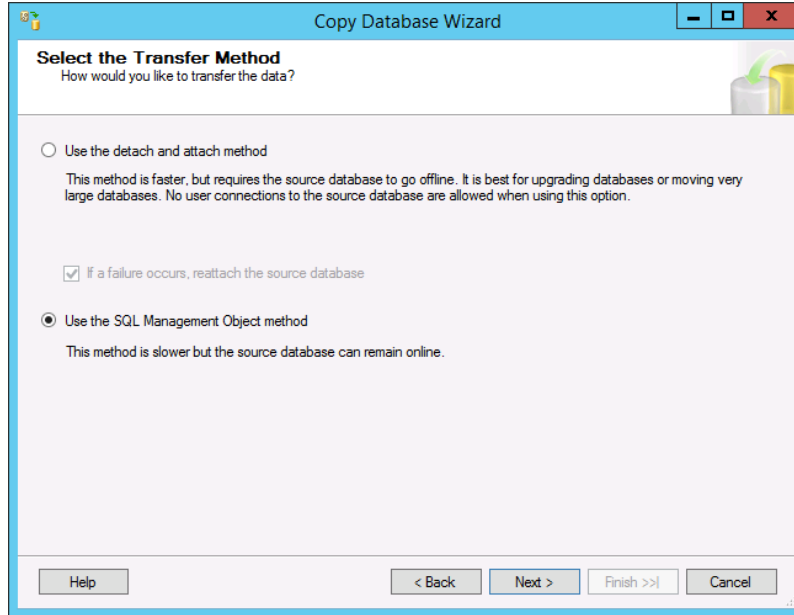 Copy Database Wizard
Select the Transfer Method
How would you like to transfer the data?
Use the detach and attach method
This method is faster, but requires the source database to go offline. It is best for upgrading databases or moving very
large databases. No user connections to the source database are allowed when using this option.
If a failure occurs, reattach the source database
Use the SQL Management Object method
This method is slower but the source database can remain online.
Help
< Back
Next >
Finish >>|
Cancel